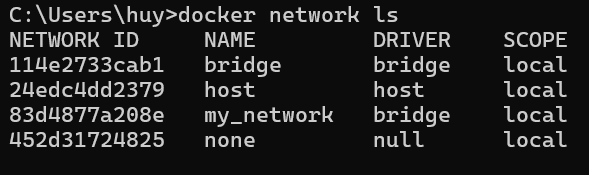 C:\Users\huy>docker network ls
NETWORK ID     NAME         DRIVER    SCOPE
114e2733cab1   bridge       bridge    local
24edc4dd2379   host         host      local
83d4877a208e   my_network   bridge    local
452d31724825   none         null      local